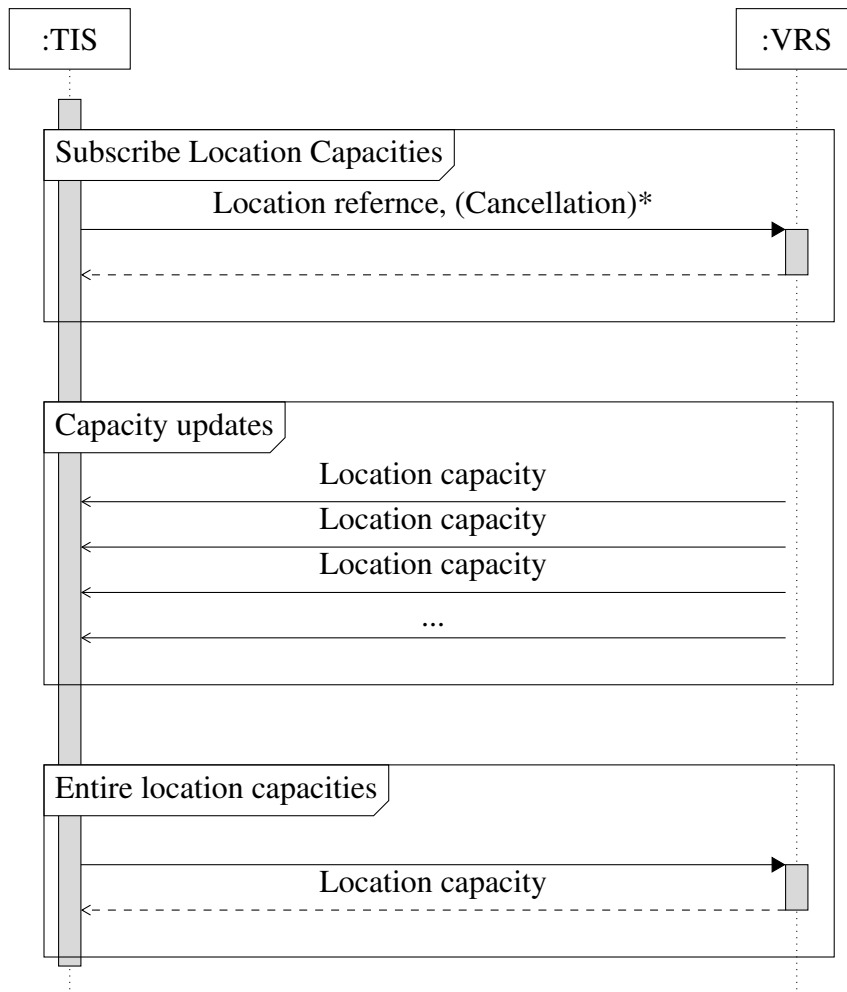 :TIS
:VRS
Subscribe Location Capacities
Location refernce, (Cancellation)*
Capacity updates
Location capacity
Location capacity
Location capacity
...
Entire location capacities
Location capacity